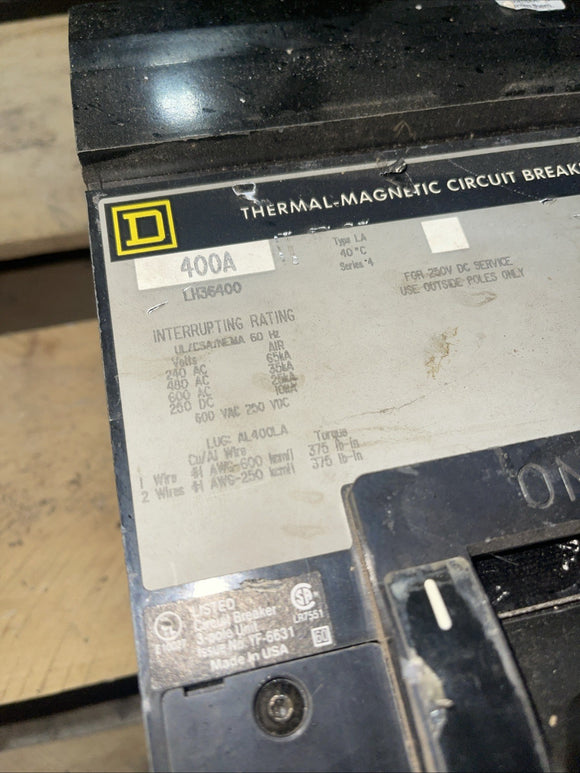 D
THERMAL-MAGNETIC CIRCUIT BREAK
400A
LH36400
Type LA
40°C
Series 4
FOR 250V DC SERVICE
USE OUTSIDE POLES ONLY
INTERRUPTING RATING
UL/CSA/NEMA 60 Hz
Volts AIR
240 AC 65kA
480 AC 35kA
600 AC 25kA
250 DC 10kA
600 VAC 250 VDC
LUG: AL400LA
Cu/Al Wire Torque
1 Wire #1 AWG-600 kcmil 375 lb-in
2 Wires #1 AWG-250 kcmil 375 lb-in
ON
UL
LISTED
Circuit Breaker
3 pole Unit
Issue No. YF-6631
Made in USA
SA
LR7551
60